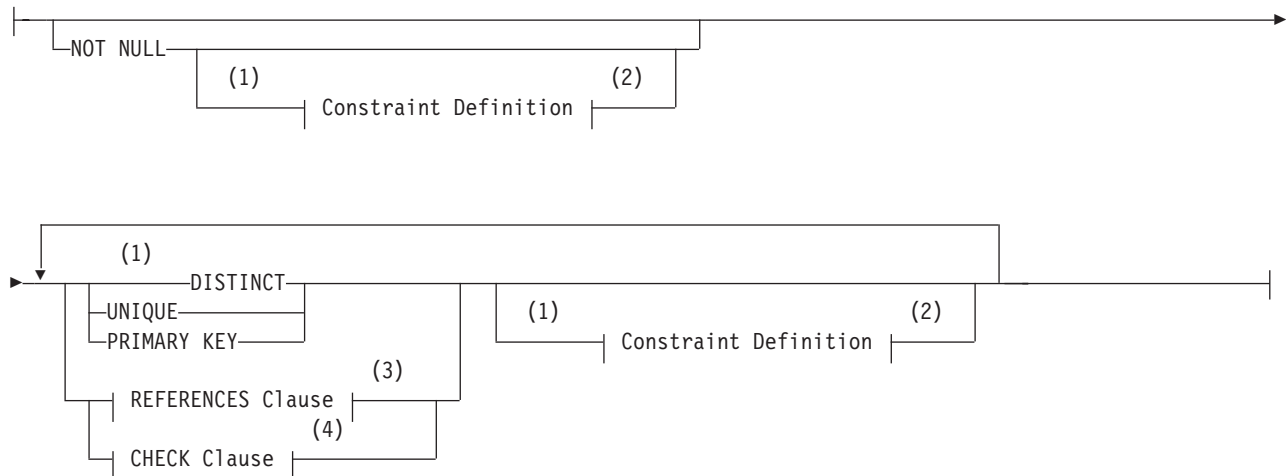 NOT NULL
(1) (2)
Constraint Definition
(1)
DISTINCT
UNIQUE
(1) (2)
PRIMARY KEY
Constraint Definition
(3)
REFERENCES Clause
(4)
CHECK Clause